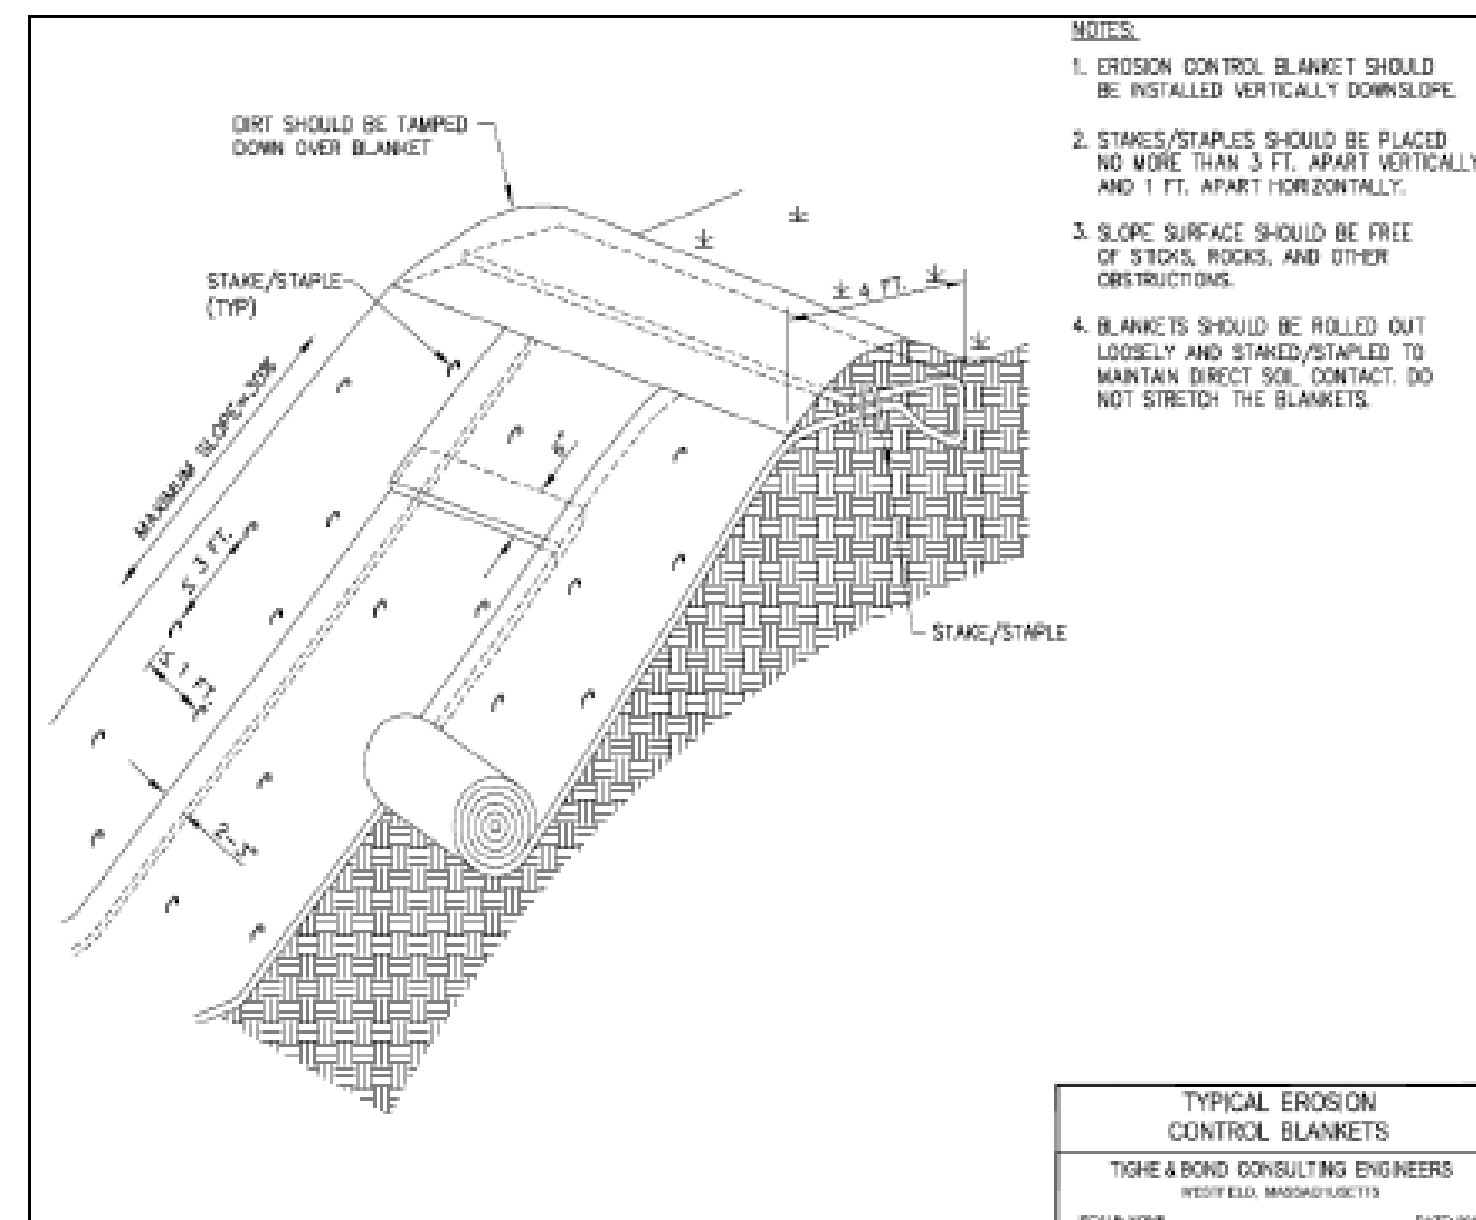 NOTES:
1. EROSION CONTROL BLANKET SHOULD
BE INSTALLED VERTICALLY DOWNSLOPE.
2. STAKES/STAPLES SHOULD BE PLACED
NO MORE THAN 3 FT. APART VERTICALLY
AND 1 FT. APART HORIZONTALLY.
3. SLOPE SURFACE SHOULD BE FREE
OF STICKS, ROCKS, AND OTHER
OBSTRUCTIONS.
4. BLANKETS SHOULD BE ROLLED OUT
LOOSELY AND STAKED/STAPLED TO
MAINTAIN DIRECT SOIL CONTACT. DO
NOT STRETCH THE BLANKETS.
DIRT SHOULD BE TAMPED
DOWN OVER BLANKET
STAKE/STAPLE
(TYP)
± 4 FT.
MAXIMUM SLOPE=30%
6"
3 FT.
1 FT.
2-3"
STAKE/STAPLE
TYPICAL EROSION
CONTROL BLANKETS
TIGHE & BOND CONSULTING ENGINEERS
WESTFIELD, MASSACHUSETTS